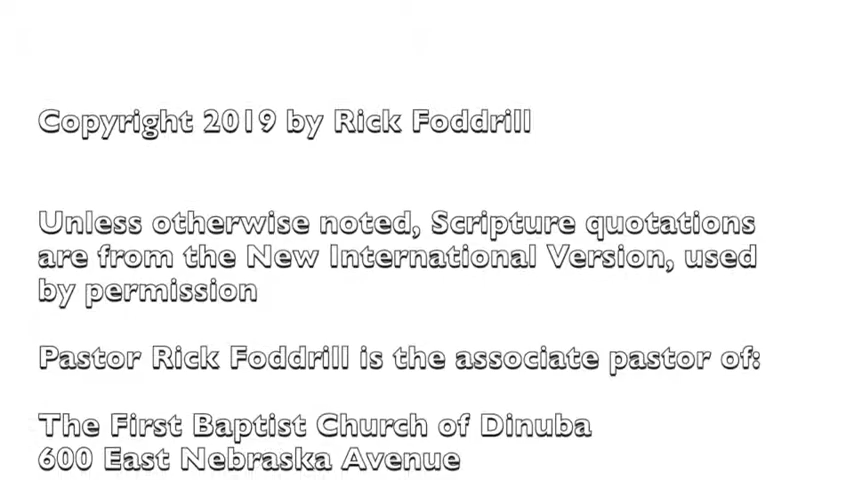 Copyright 2019 by Rick Foddrill
Unless otherwise noted, Scripture quotations
are from the New International Version, used
by permission
Pastor Rick Foddrill is the associate pastor of:
The First Baptist Church of Dinuba
600 East Nebraska Avenue